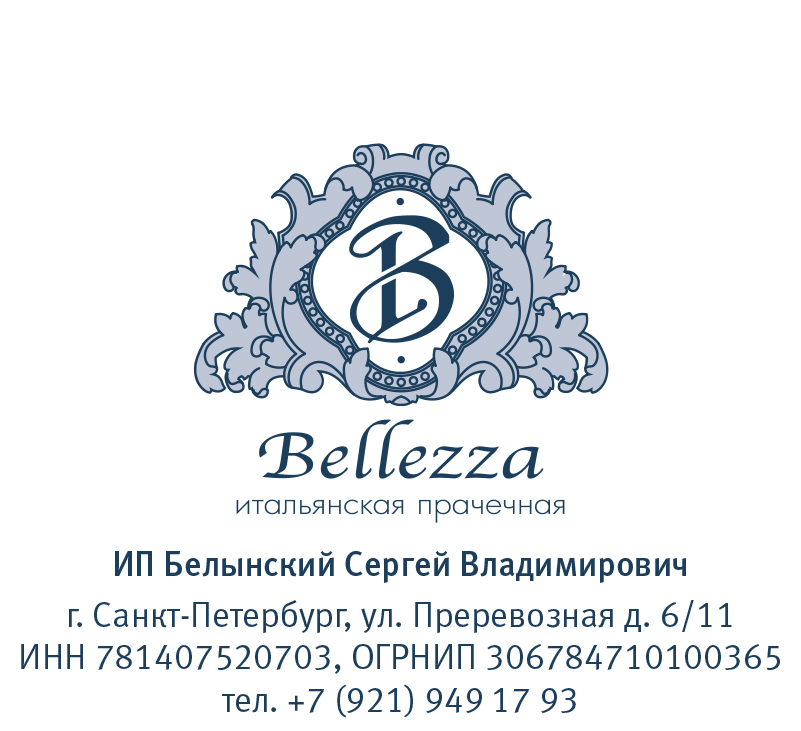 B
Bellezza
итальянская прачечная
ИП Белынский Сергей Владимирович
г. Санкт-Петербург, ул. Преревозная д. 6/11
ИНН 781407520703, ОГРНИП 306784710100365
тел. +7 (921) 949 17 93